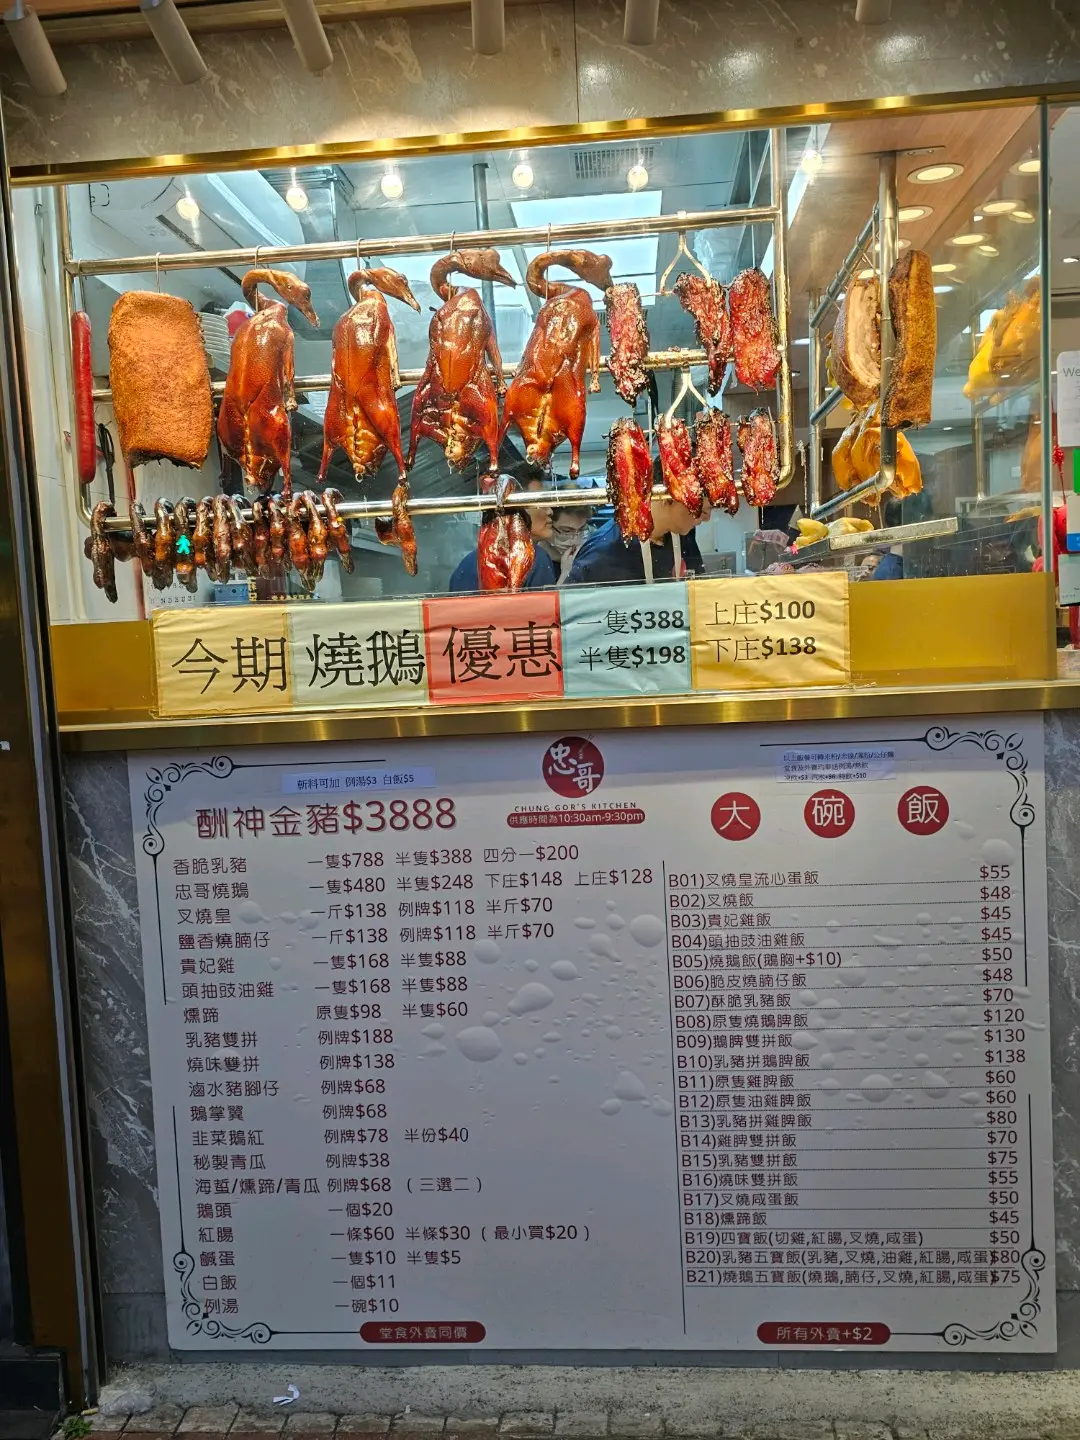 今期 燒鵝 優惠
一隻$388
半隻$198
上庄$100
下庄$138
斬料可加 例湯$3 白飯$5
酬神金豬$3888
忠哥
CHUNG GOR'S KITCHEN
供應時間為10:30am-9:30pm
香脆乳豬 一隻$788 半隻$388 四分一$200
忠哥燒鵝 一隻$480 半隻$248 下庄$148 上庄$128
叉燒皇 一斤$138 例牌$118 半斤$70
鹽香燒腩仔 一斤$138 例牌$118 半斤$70
貴妃雞 一隻$168 半隻$88
頭抽豉油雞 一隻$168 半隻$88
燻蹄 原隻$98 半隻$60
乳豬雙拼 例牌$188
燒味雙拼 例牌$138
滷水豬腳仔 例牌$68
鵝掌翼 例牌$68
韭菜鵝紅 例牌$78 半份$40
秘製青瓜 例牌$38
海蜇/燻蹄/青瓜 例牌$68 （三選二）
鵝頭 一個$20
紅腸 一條$60 半條$30（最小買$20）
鹹蛋 一隻$10 半隻$5
白飯 一個$11
例湯 一碗$10
堂食外賣同價
大碗飯
B01)叉燒皇流心蛋飯 $55
B02)叉燒飯 $48
B03)貴妃雞飯 $45
B04)頭抽豉油雞飯 $45
B05)燒鵝飯(鵝胸+$10) $50
B06)脆皮燒腩仔飯 $48
B07)酥脆乳豬飯 $70
B08)原隻燒鵝脾飯 $120
B09)鵝脾雙拼飯 $130
B10)乳豬拼鵝脾飯 $138
B11)原隻雞脾飯 $60
B12)原隻油雞脾飯 $60
B13)乳豬拼雞脾飯 $80
B14)雞脾雙拼飯 $70
B15)乳豬雙拼飯 $75
B16)燒味雙拼飯 $55
B17)叉燒咸蛋飯 $50
B18)燻蹄飯 $45
B19)四寶飯(切雞,紅腸,叉燒,咸蛋) $50
B20)乳豬五寶飯(乳豬,叉燒,油雞,紅腸,咸蛋) $80
B21)燒鵝五寶飯(燒鵝,腩仔,叉燒,紅腸,咸蛋) $75
所有外賣+$2